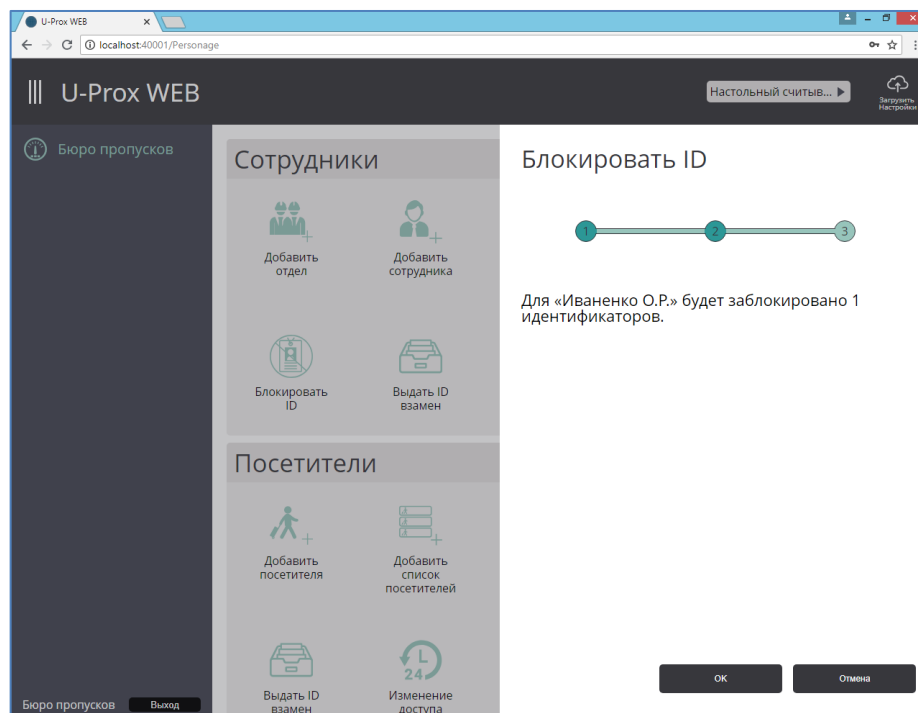 U-Prox WEB
localhost:40001/Personage
U-Prox WEB
Настольный считыв...
Загрузить
Настройки
Бюро пропусков
Сотрудники
Добавить
отдел
Добавить
сотрудника
Блокировать
ID
Выдать ID
взамен
Посетители
Добавить
посетителя
Добавить
список
посетителей
24
Выдать ID
взамен
Изменение
доступа
Блокировать ID
1
2
3
Для «Иваненко О.Р.» будет заблокировано 1
идентификаторов.
ОК
Отмена
Бюро пропусков
Выход